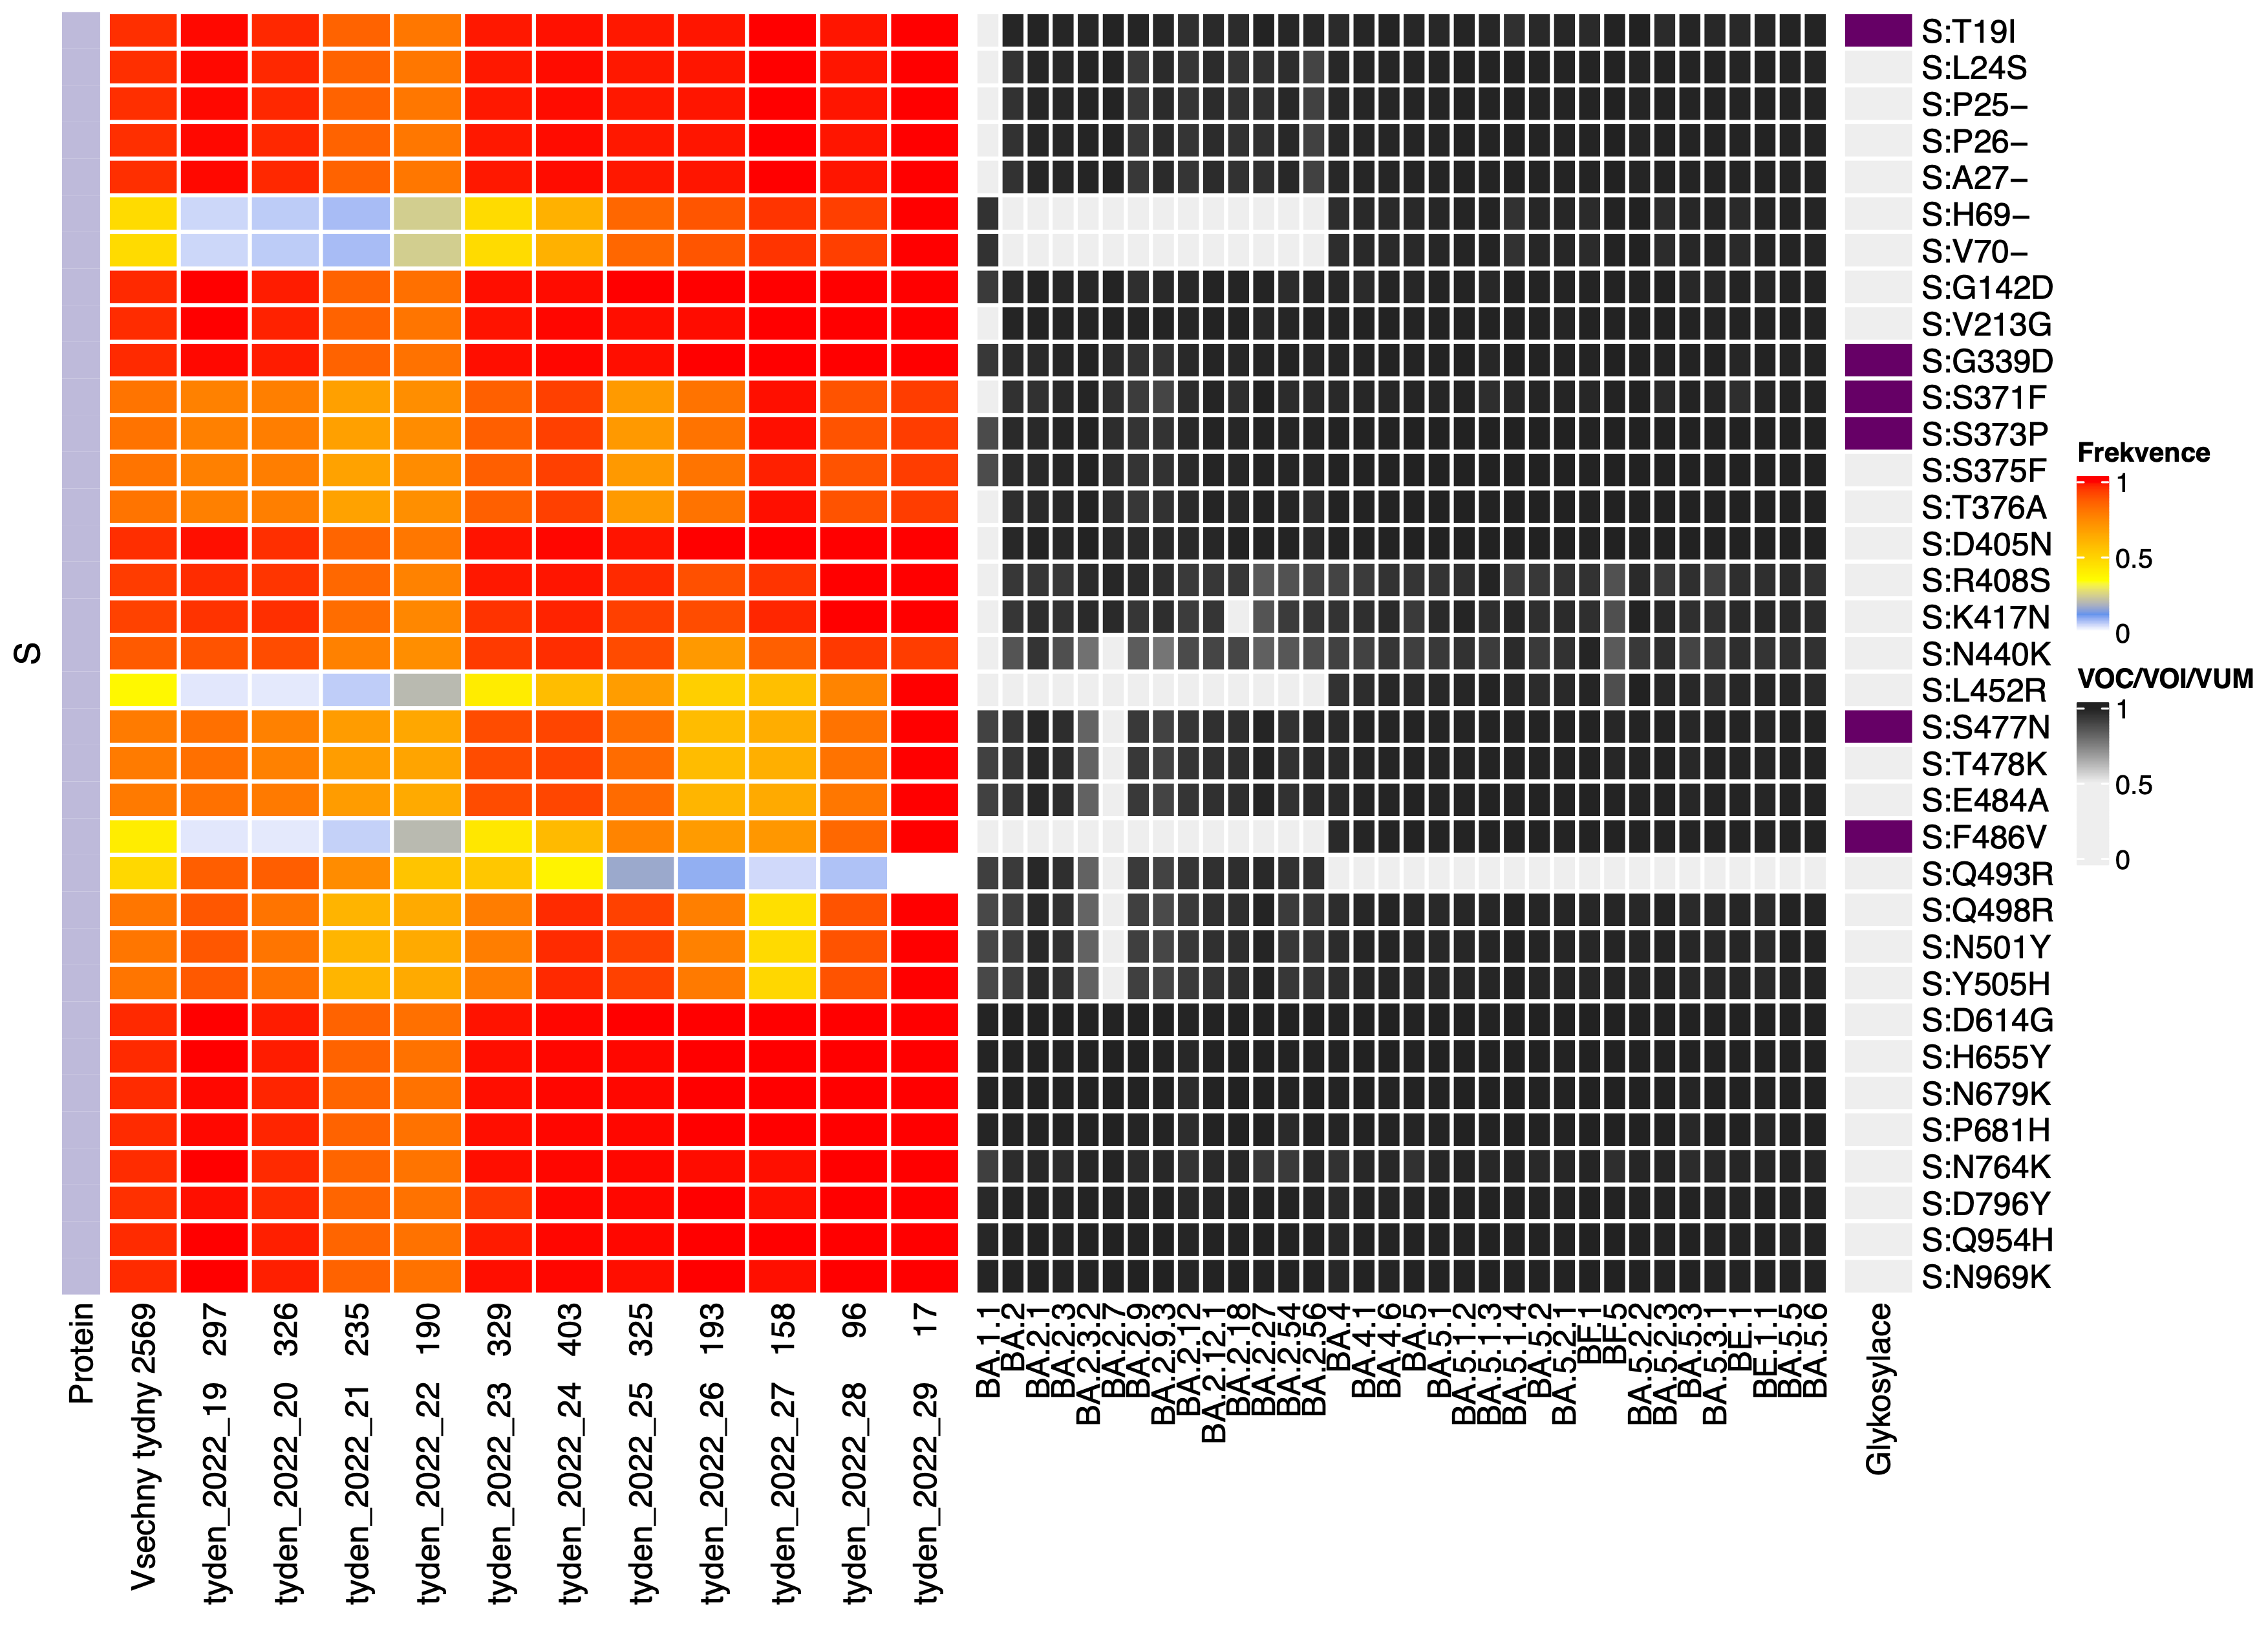 S:T19I
S:L24S
S:P25–
S:P26–
S:A27–
S:H69–
S:V70–
S:G142D
S:V213G
S:G339D
S:S371F
S:S373P
S:S375F
S:T376A
S:D405N
S:R408S
S:K417N
S:N440K
S:L452R
S:S477N
S:T478K
S:E484A
S:F486V
S:Q493R
S:Q498R
S:N501Y
S:Y505H
S:D614G
S:H655Y
S:N679K
S:P681H
S:N764K
S:D796Y
S:Q954H
S:N969K
S
Protein
Vsechny tydny 2569
tyden_2022_19 297
tyden_2022_20 326
tyden_2022_21 235
tyden_2022_22 190
tyden_2022_23 329
tyden_2022_24 403
tyden_2022_25 325
tyden_2022_26 193
tyden_2022_27 158
tyden_2022_28 96
tyden_2022_29 17
BA.1.1
BA.2
BA.2.1
BA.2.3
BA.2.3.2
BA.2.7
BA.2.9
BA.2.9.3
BA.2.12
BA.2.12.1
BA.2.18
BA.2.27
BA.2.54
BA.2.56
BA.4
BA.4.1
BA.4.6
BA.5
BA.5.1
BA.5.1.2
BA.5.1.3
BA.5.1.4
BA.5.2
BA.5.2.1
BF.1
BF.5
BA.5.2.2
BA.5.2.3
BA.5.3
BA.5.3.1
BE.1
BE.1.1
BA.5.5
BA.5.6
Glykosylace
Frekvence
1
0.5
0
VOC/VOI/VUM
1
0.5
0